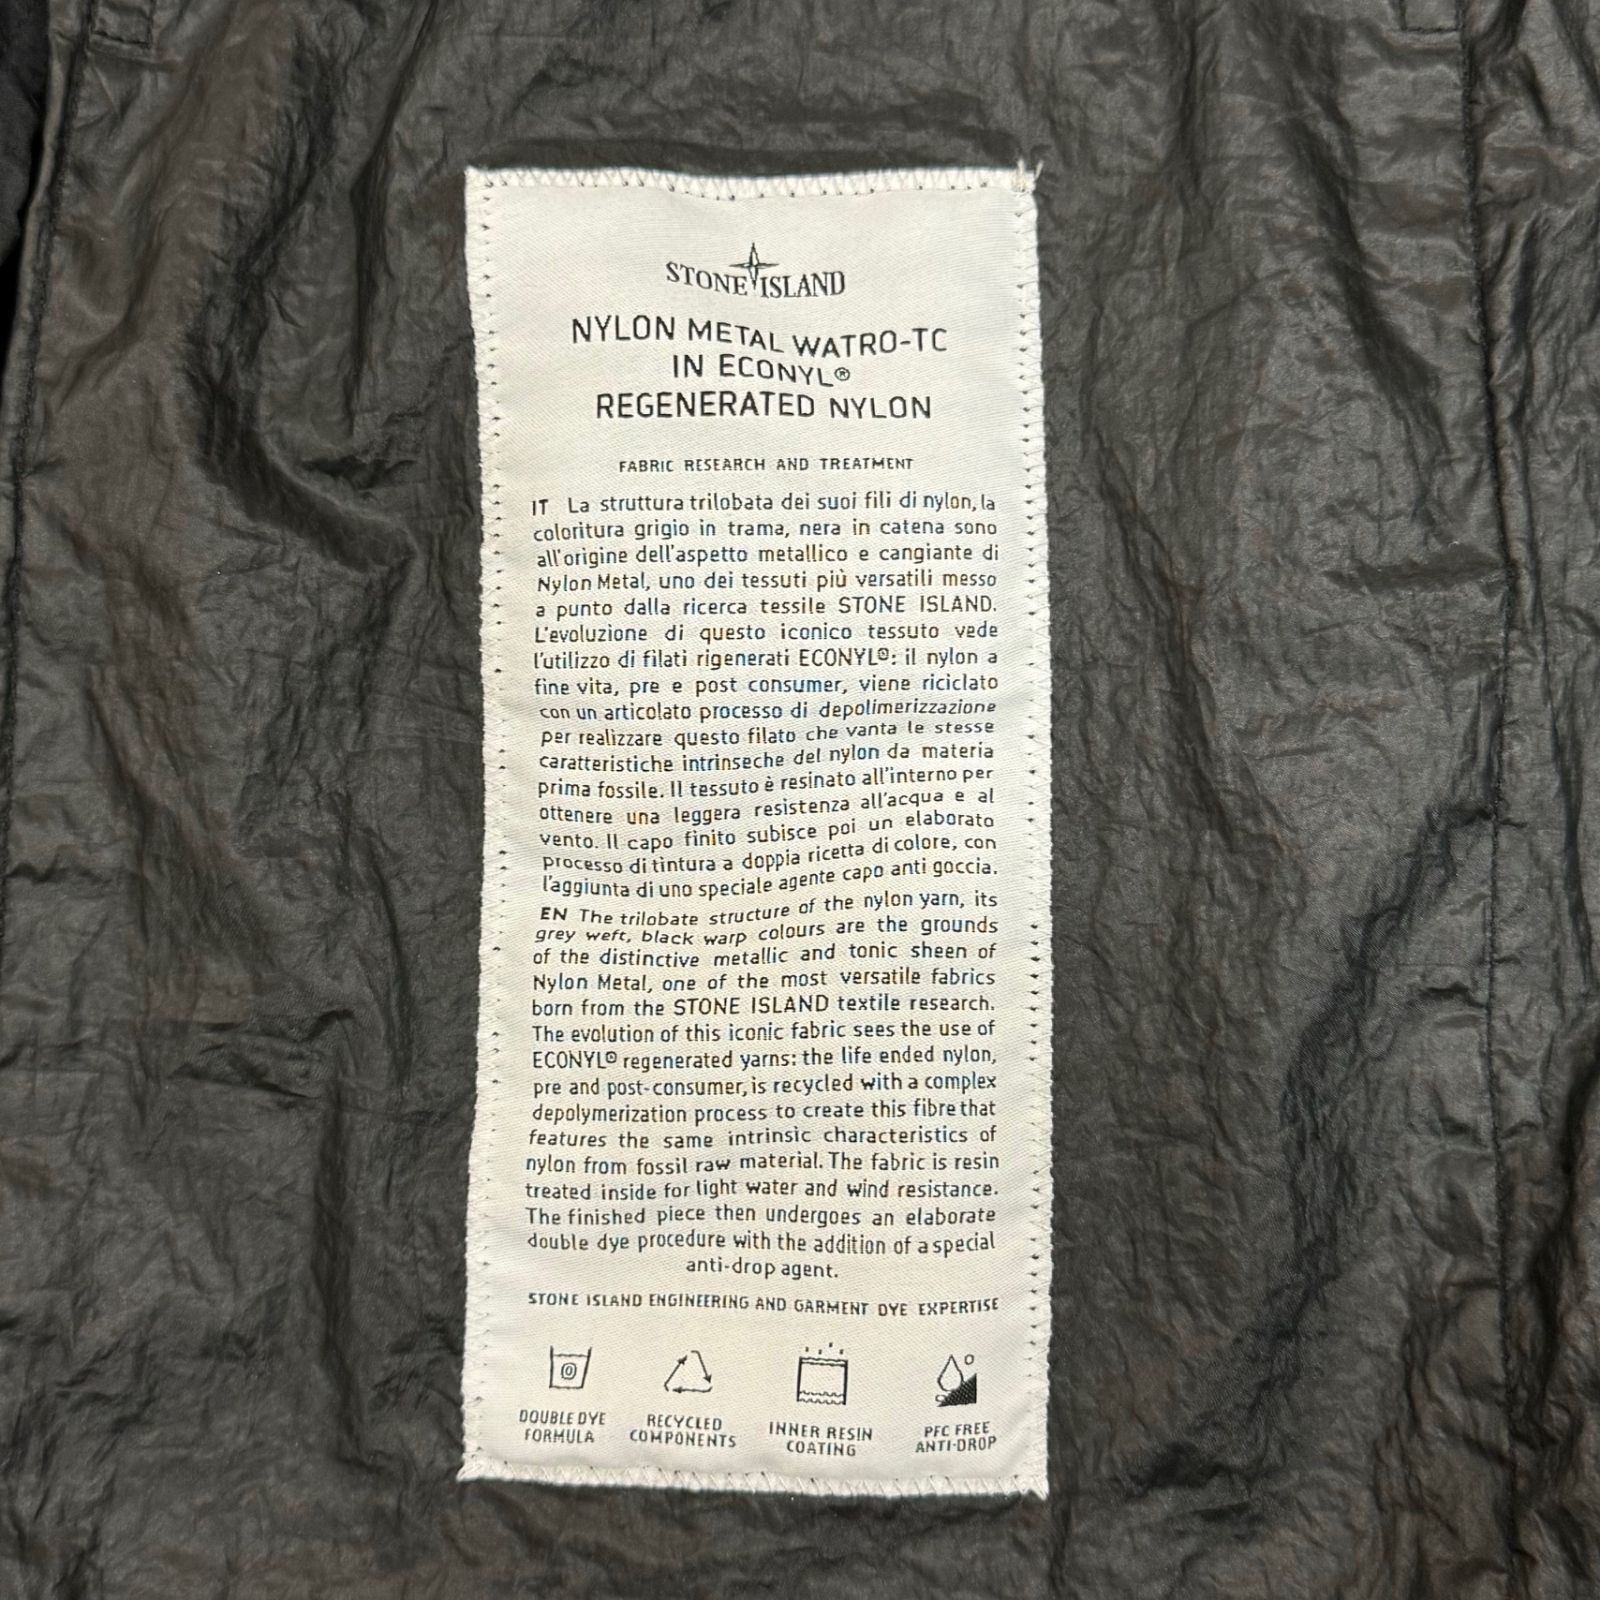 STONE ISLAND
NYLON METAL WATRO-TC
IN ECONYL®
REGENERATED NYLON
FABRIC RESEARCH AND TREATMENT
IT La struttura trilobata dei suoi fili di nylon, la
coloritura grigio in trama, nera in catena sono
all'origine dell'aspetto metallico e cangiante di
Nylon Metal, uno dei tessuti più versatili messo
a punto dalla ricerca tessile STONE ISLAND.
L'evoluzione di questo iconico tessuto vede
l'utilizzo di filati rigenerati ECONYL®: il nylon a
fine vita, pre e post consumer, viene riciclato
con un articolato processo di depolimerizzazione
per realizzare questo filato che vanta le stesse
caratteristiche intrinseche del nylon da materia
prima fossile. Il tessuto è resinato all'interno per
ottenere una leggera resistenza all'acqua e al
vento. Il capo finito subisce poi un elaborato
processo di tintura a doppia ricetta di colore, con
l'aggiunta di uno speciale agente capo anti goccia.
EN The trilobate structure of the nylon yarn, its
grey weft, black warp colours are the grounds
of the distinctive metallic and tonic sheen of
Nylon Metal, one of the most versatile fabrics
born from the STONE ISLAND textile research.
The evolution of this iconic fabric sees the use of
ECONYL® regenerated yarns: the life ended nylon,
pre and post-consumer, is recycled with a complex
depolymerization process to create this fibre that
features the same intrinsic characteristics of
nylon from fossil raw material. The fabric is resin
treated inside for light water and wind resistance.
The finished piece then undergoes an elaborate
double dye procedure with the addition of a special
anti-drop agent.
STONE ISLAND ENGINEERING AND GARMENT DYE EXPERTISE
DOUBLE DYE FORMULA
RECYCLED COMPONENTS
INNER RESIN COATING
PFC FREE ANTI-DROP